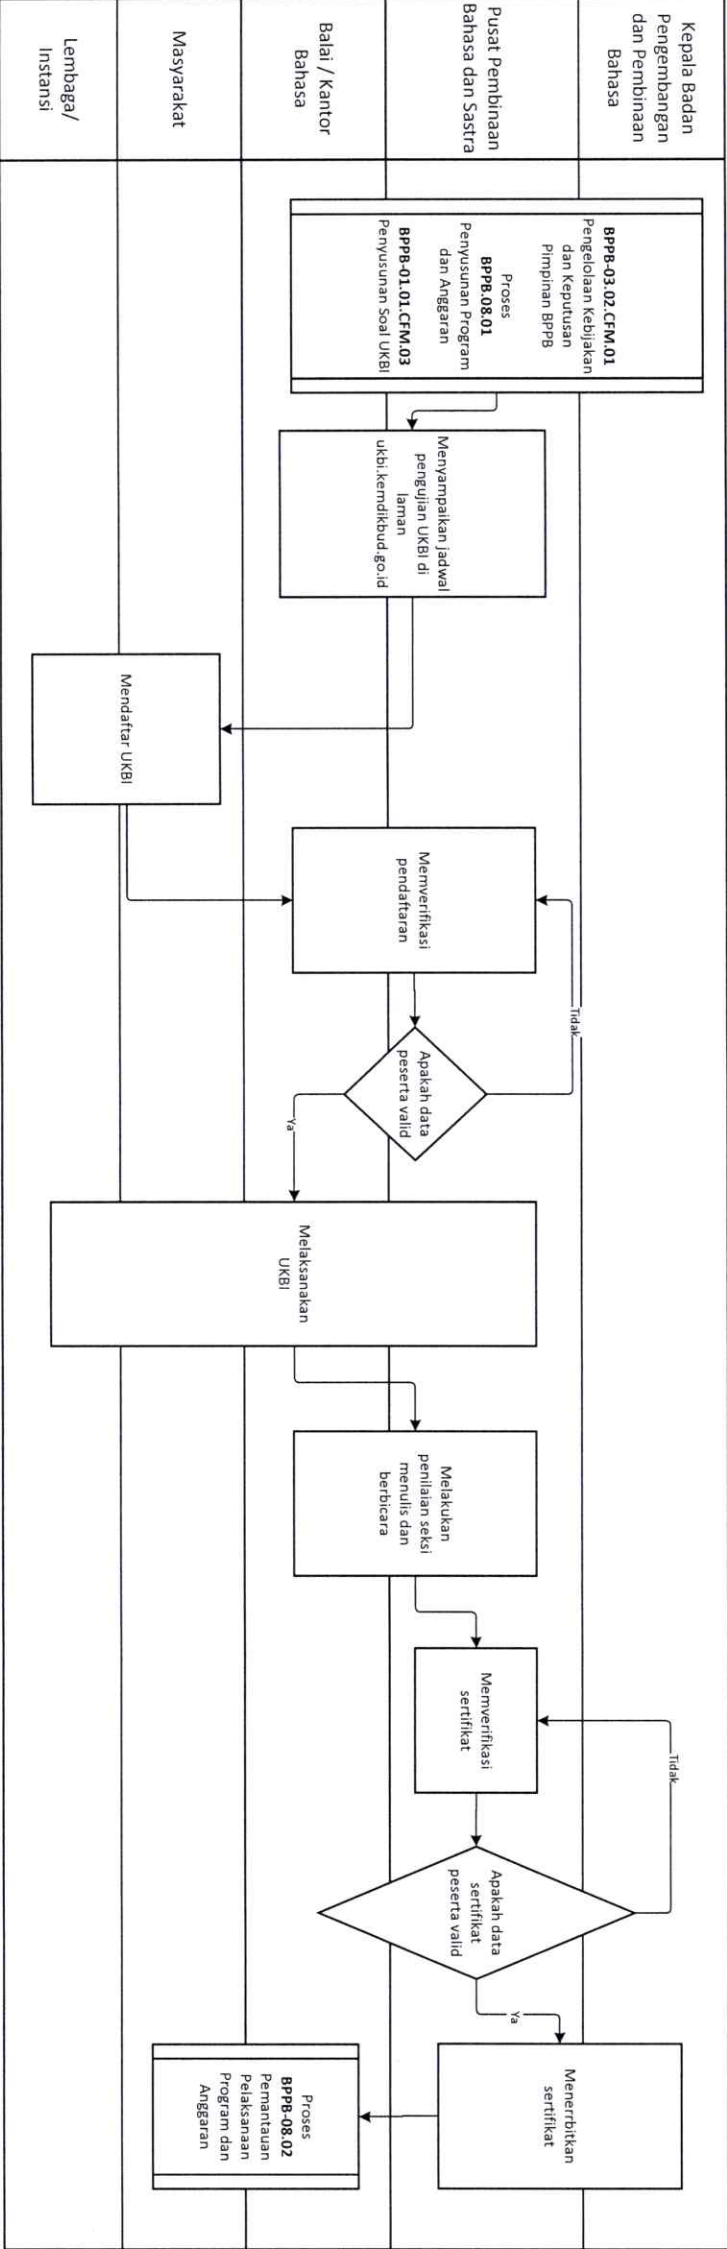 Kepala Badan
Pengembangan
dan Pembinaan
Bahasa
Pusat Pembinaan
Bahasa dan Sastra
Balai / Kantor
Bahasa
Masyarakat
Lembaga/
Instansi
BPPB-03.02.CFM.01
Pengelolaan Kebijakan
dan Keputusan
Pimpinan BPPB
Proses
BPPB.08.01
Penyusunan Program
dan Anggaran
BPPB-01.01.CFM.03
Penyusunan Soal UKBI
Menyampaikan jadwal
pengujian UKBI di
laman
ukbi.kemdikbud.go.id
Mendaftar UKBI
Memverifikasi
pendaftaran
Tidak
Apakah data
peserta valid
Ya
Melaksanakan
UKBI
Melakukan
penilaian seksi
menulis dan
berbicara
Memverifikasi
sertifikat
Tidak
Apakah data
sertifikat
peserta valid
Ya
Menerrbitkan
sertifikat
Proses
BPPB-08.02
Pemantauan
Pelaksanaan
Program dan
Anggaran